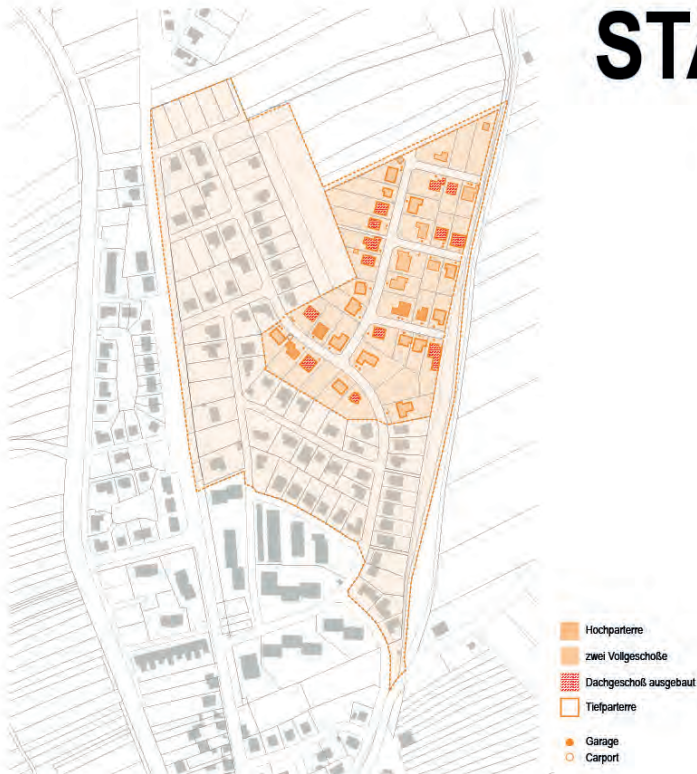 STA
Hochparterre
zwei Vollgeschoße
Dachgeschoß ausgebaut
Tiefparterre
Garage
Carport